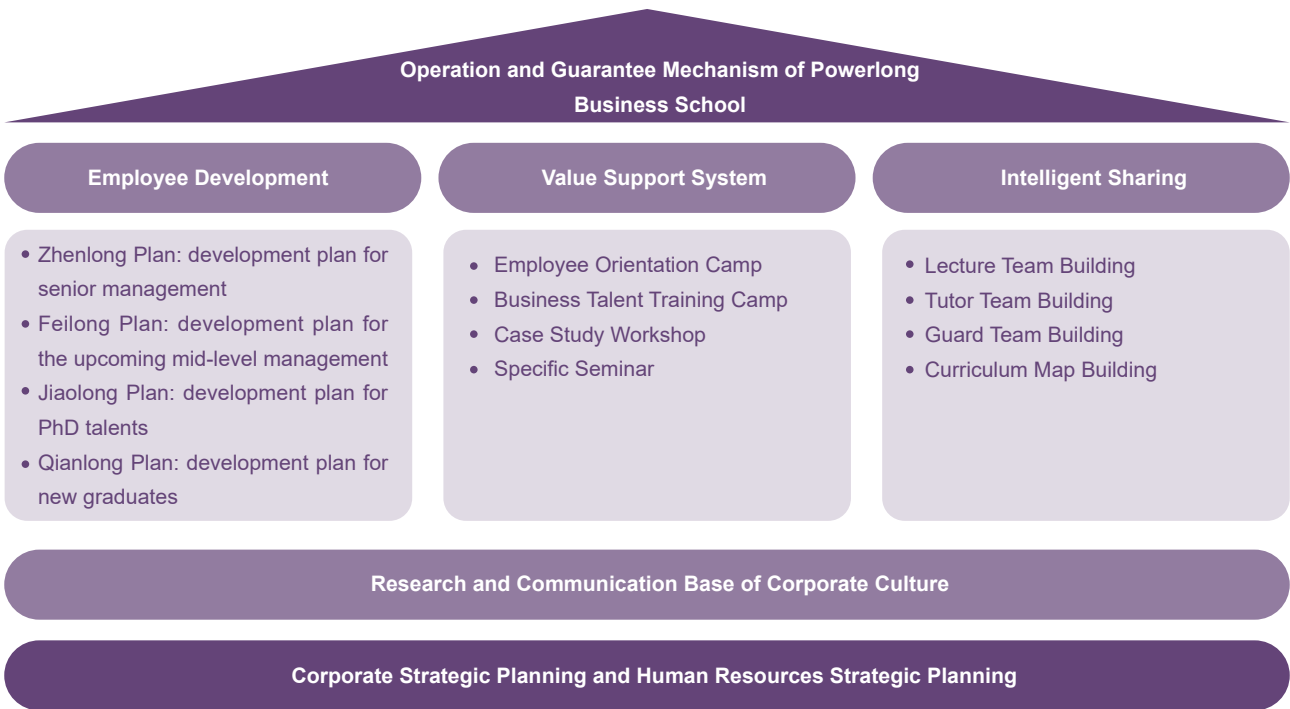 Operation and Guarantee Mechanism of Powerlong
Business School
Employee Development
Value Support System
Intelligent Sharing
• Zhenlong Plan: development plan for
senior management
• Feilong Plan: development plan for
the upcoming mid-level management
• Jiaolong Plan: development plan for
PhD talents
• Qianlong Plan: development plan for
new graduates
• Employee Orientation Camp
• Business Talent Training Camp
• Case Study Workshop
• Specific Seminar
• Lecture Team Building
• Tutor Team Building
• Guard Team Building
• Curriculum Map Building
Research and Communication Base of Corporate Culture
Corporate Strategic Planning and Human Resources Strategic Planning